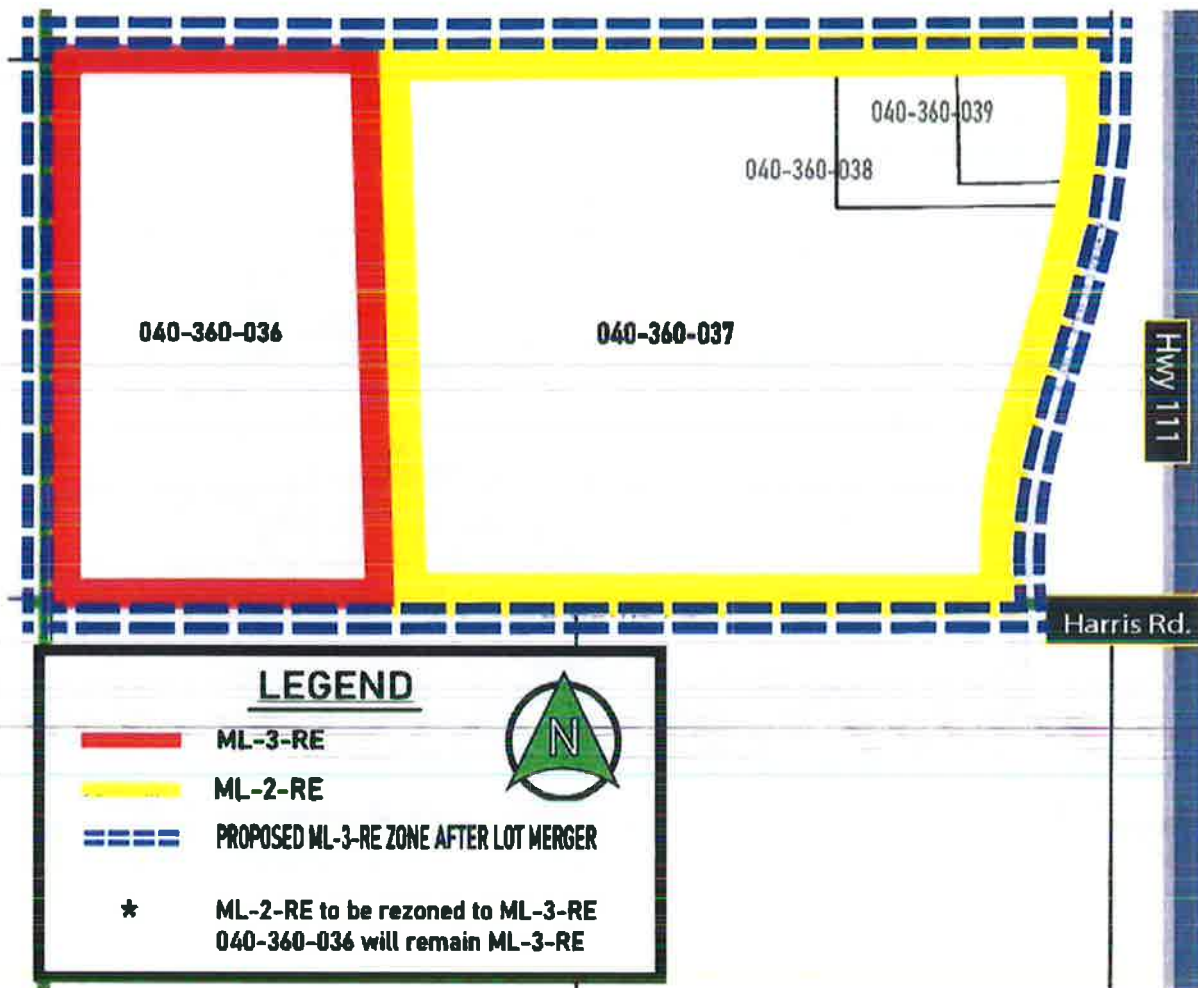 040-360-039
040-360-038
040-360-036
040-360-037
Hwy 111
Harris Rd.
LEGEND
N
ML-3-RE
ML-2-RE
PROPOSED ML-3-RE ZONE AFTER LOT MERGER
* ML-2-RE to be rezoned to ML-3-RE
040-360-036 will remain ML-3-RE